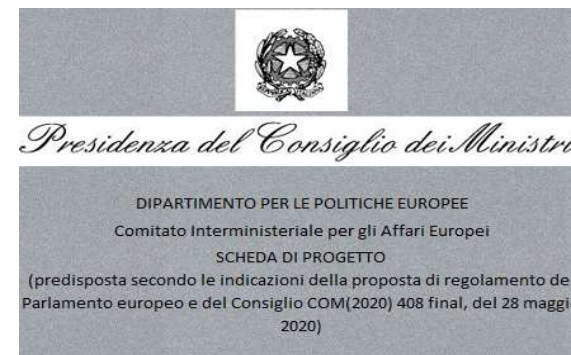 Presidenza del Consiglio dei Ministri
DIPARTIMENTO PER LE POLITICHE EUROPEE
Comitato Interministeriale per gli Affari Europei
SCHEDA DI PROGETTO
(predisposta secondo le indicazioni della proposta di regolamento de
Parlamento europeo e del Consiglio COM(2020) 408 final, del 28 maggi
2020)